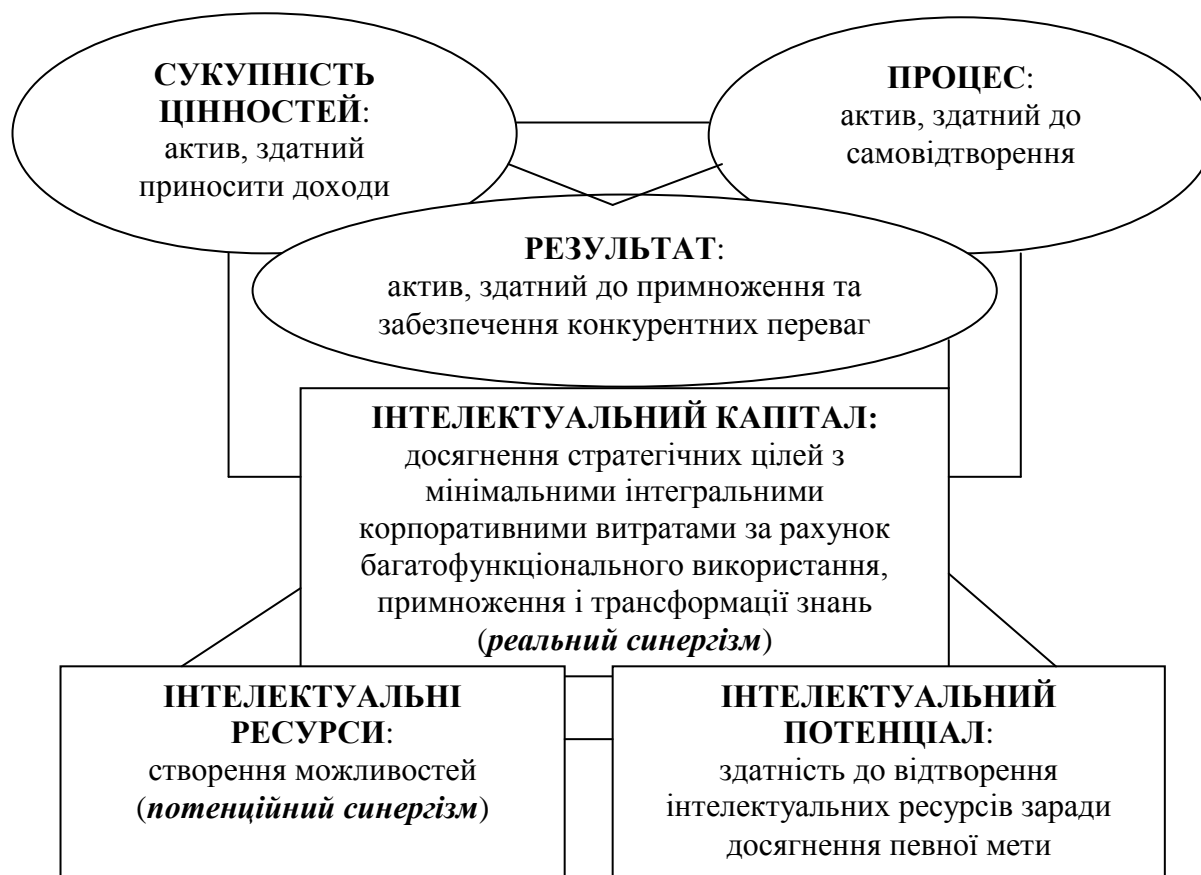 СУКУПНІСТЬ
ЦІННОСТЕЙ:
актив, здатний
приносити доходи
ПРОЦЕС:
актив, здатний до
самовідтворення
РЕЗУЛЬТАТ:
актив, здатний до примноження та
забезпечення конкурентних переваг
ІНТЕЛЕКТУАЛЬНИЙ КАПІТАЛ:
досягнення стратегічних цілей з
мінімальними інтегральними
корпоративними витратами за рахунок
багатофункціонального використання,
примноження і трансформації знань
(реальний синергізм)
ІНТЕЛЕКТУАЛЬНІ
РЕСУРСИ:
створення можливостей
(потенційний синергізм)
ІНТЕЛЕКТУАЛЬНИЙ
ПОТЕНЦІАЛ:
здатність до відтворення
інтелектуальних ресурсів заради
досягнення певної мети